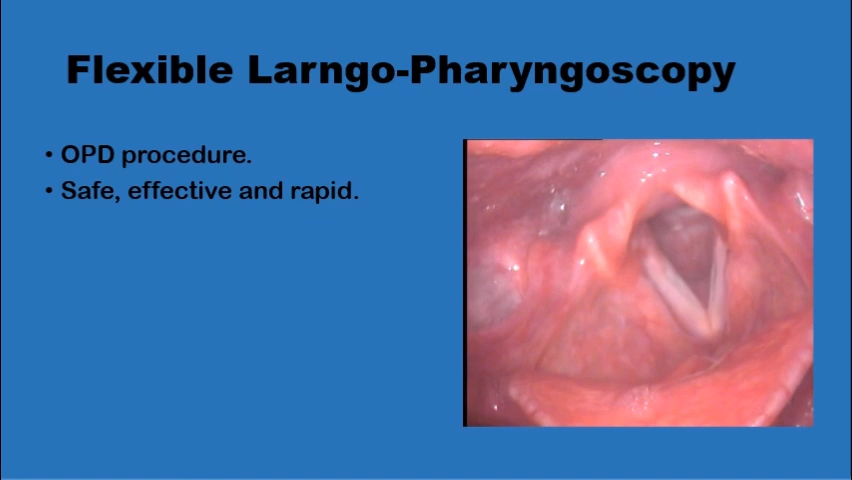 Flexible Larngo-Pharyngoscopy
• OPD procedure.
• Safe, effective and rapid.